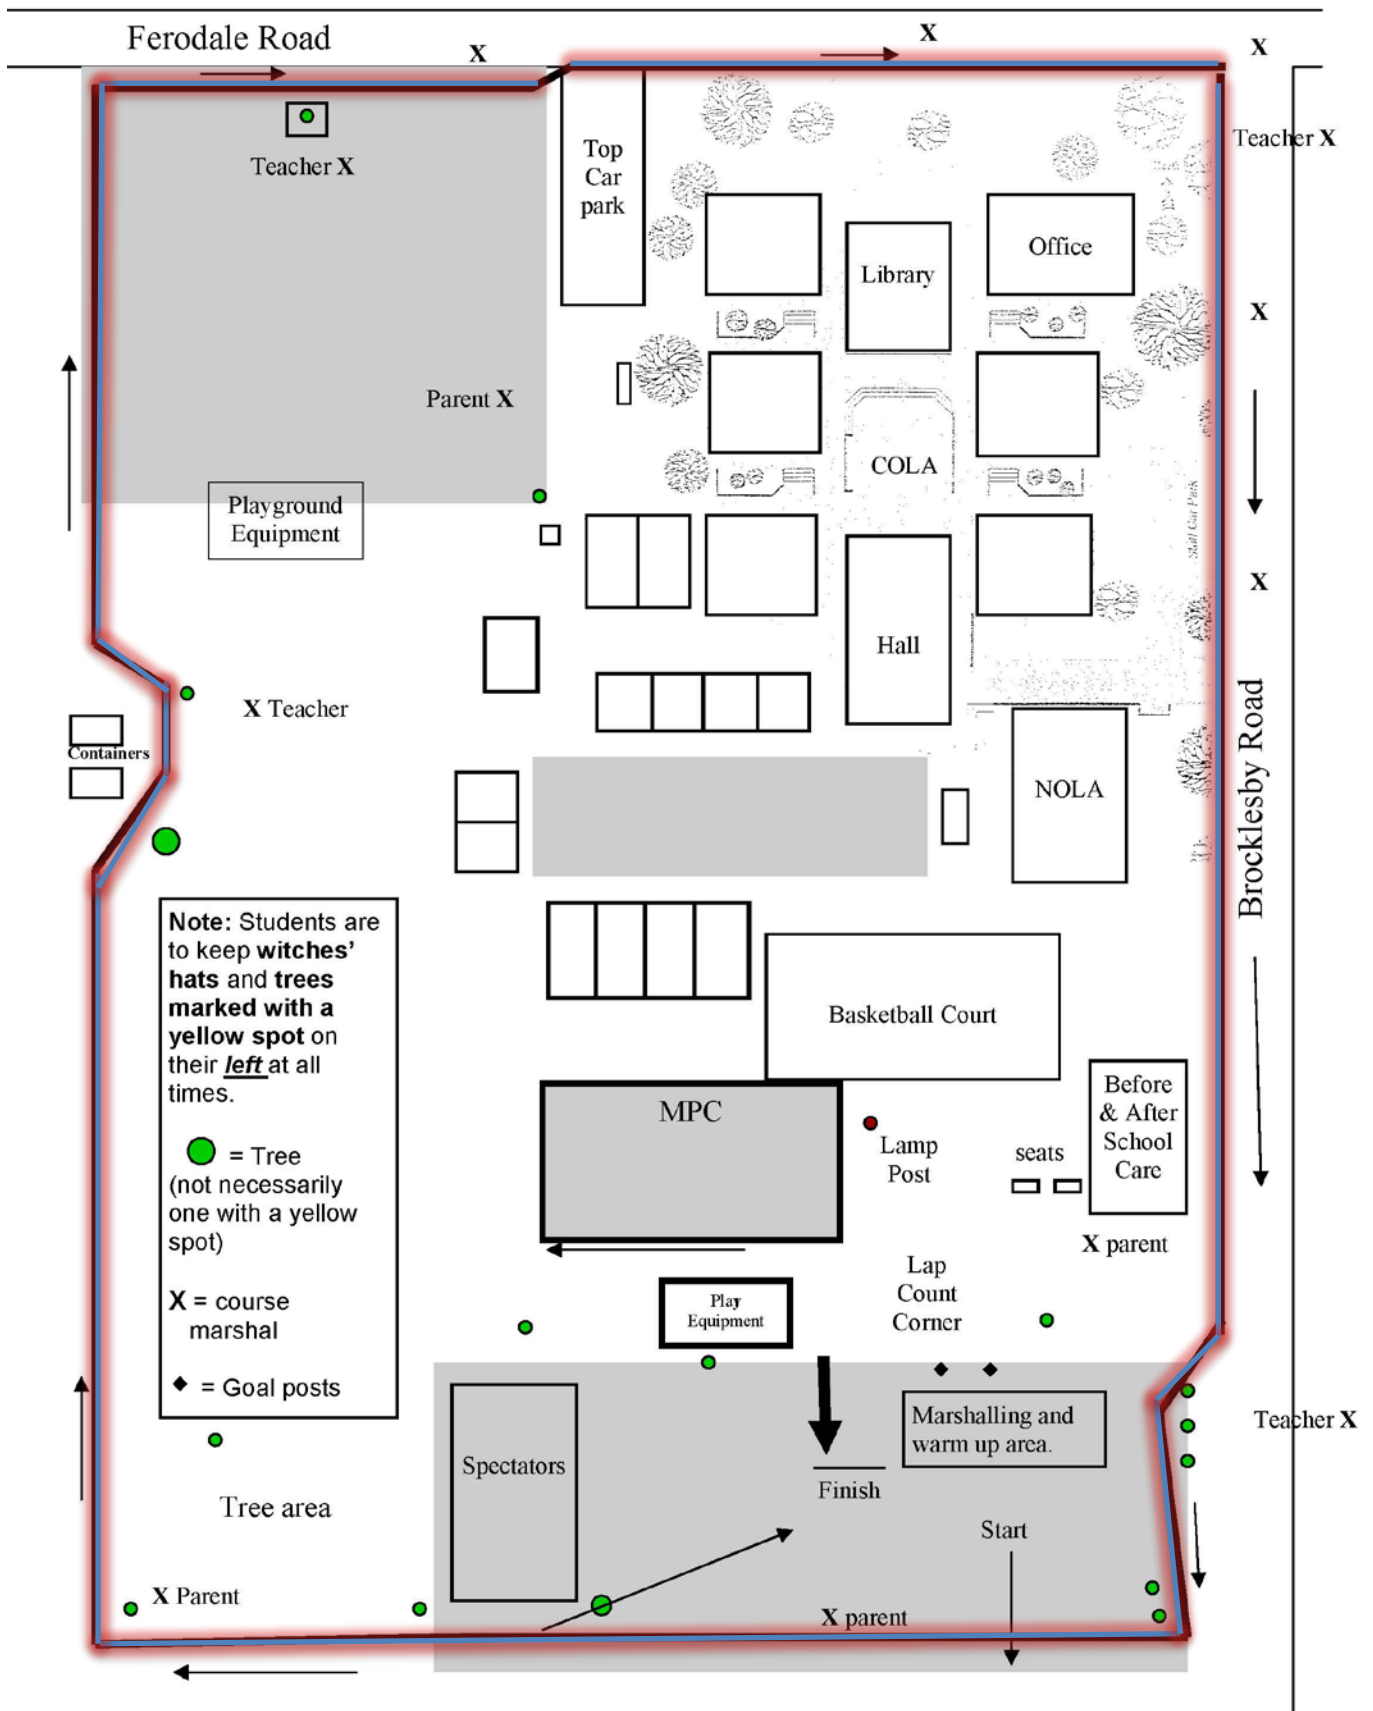 Ferodale Road
X
X
X
Teacher X
Teacher X
Top
Car
park
Library
Office
X
Parent X
COLA
Playground
Equipment
X
Hall
X Teacher
Containers
NOLA
Brocklesby Road
Note: Students are
to keep witches'
hats and trees
marked with a
yellow spot on
their left at all
times.
= Tree
(not necessarily
one with a yellow
spot)
X = course
marshal
= Goal posts
Basketball Court
MPC
Lamp
Post
seats
Before
& After
School
Care
X parent
Lap
Count
Corner
Play
Equipment
Marshalling and
warm up area.
Teacher X
Spectators
Finish
Tree area
Start
X Parent
X parent